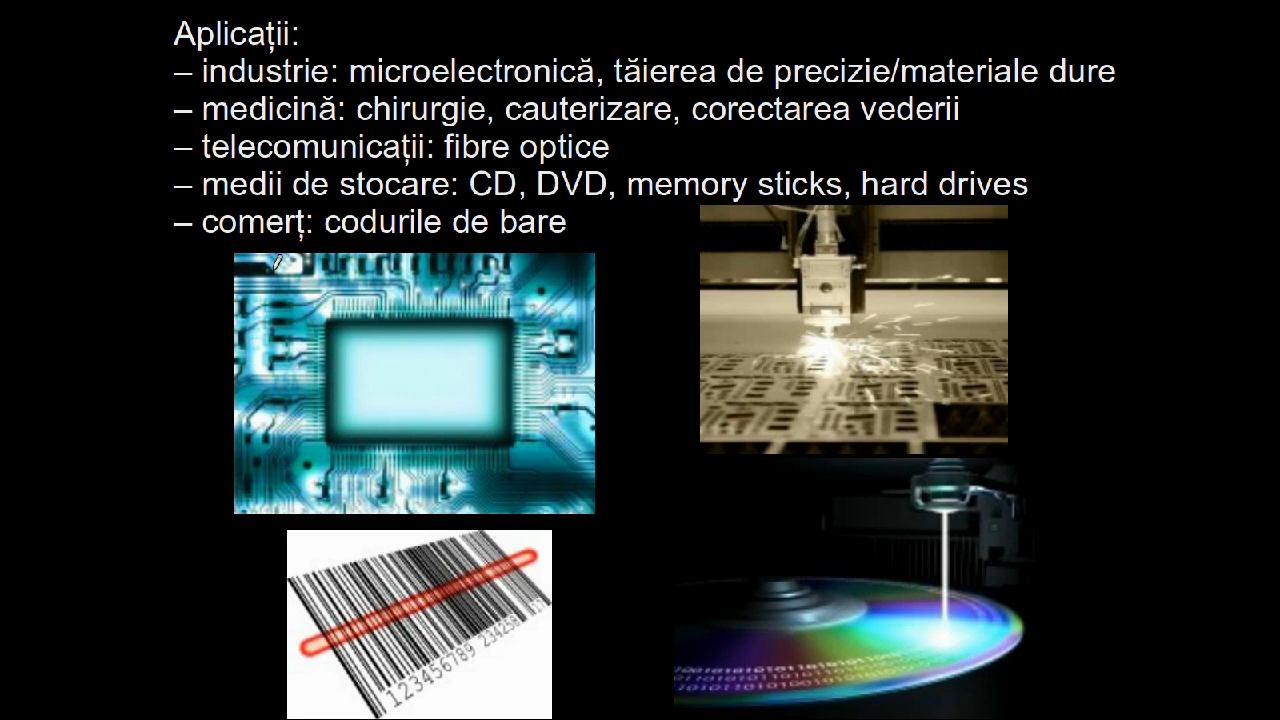 Aplicații:
– industrie: microelectronică, tăierea de precizie/materiale dure
– medicină: chirurgie, cauterizare, corectarea vederii
– telecomunicații: fibre optice
– medii de stocare: CD, DVD, memory sticks, hard drives
– comerț: codurile de bare
123456789